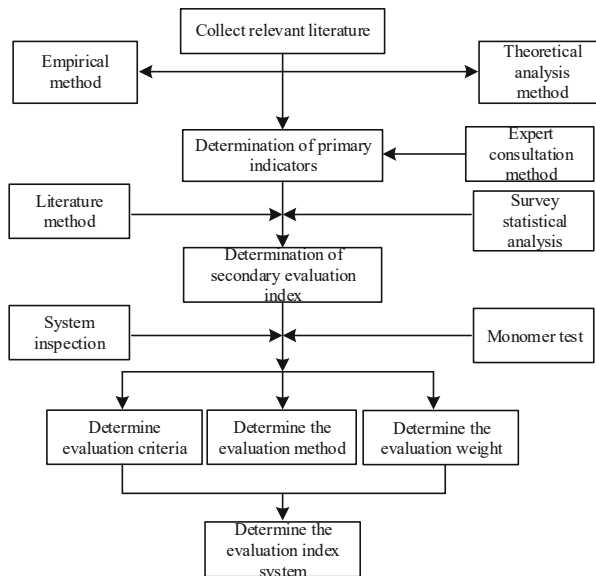 Collect relevant literature
Empirical
method
Theoretical
analysis
method
Determination of primary
indicators
Expert
consultation
method
Literature
method
Survey
statistical
analysis
Determination of
secondary evaluation
index
System
inspection
Monomer test
Determine
evaluation criteria
Determine the
evaluation method
Determine the
evaluation weight
Determine the
evaluation index
system